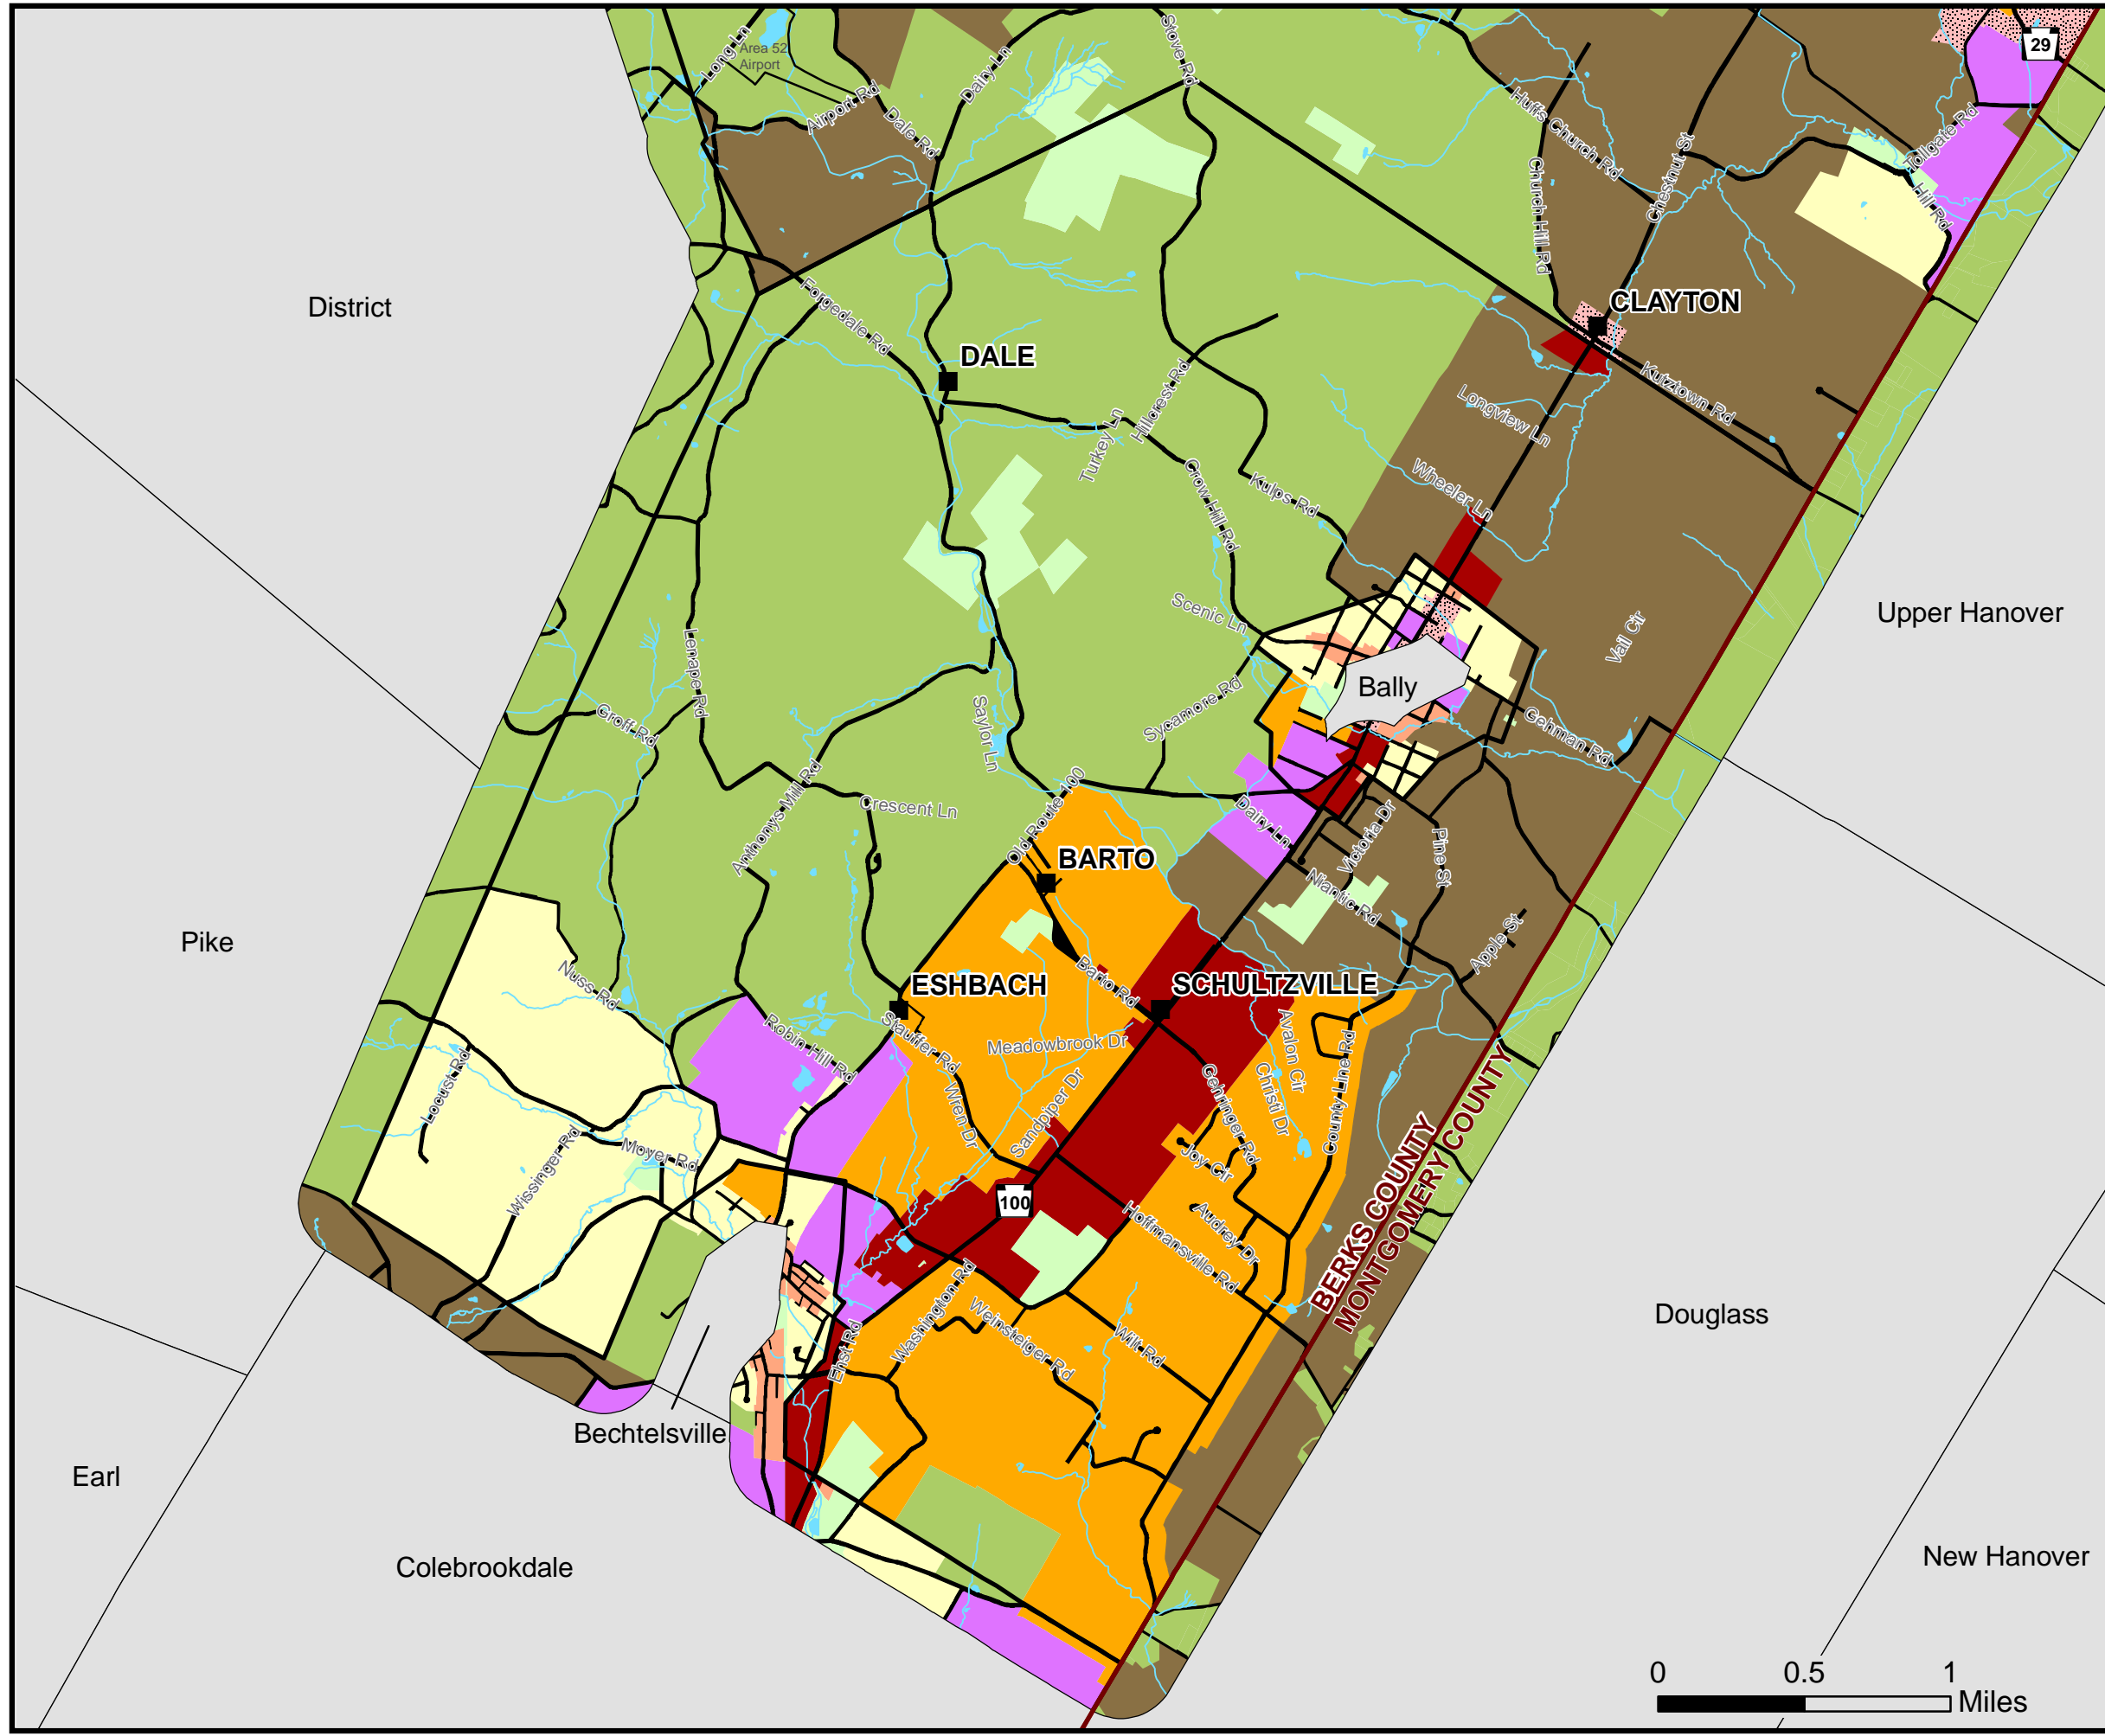 29
Long Ln
Area 52
Airport
Airport Rd
Dale Rd
Dairy Ln
Stove Rd
Huffs Church Rd
Church Hill Rd
Chestnut St
Tollgate Rd
Hill Rd
District
Forgedale Rd
DALE
CLAYTON
Kutztown Rd
Longview Ln
Wheeler Ln
Turkey Ln
Hillcrest Rd
Crow Hill Rd
Kulps Rd
Scenic Ln
Upper Hanover
Vail Cir
Bally
Gehman Rd
Lenape Rd
Groff Rd
Saylor Ln
Sycamore Rd
Anthonys Mill Rd
Crescent Ln
Old Route 100
Dairy Ln
Victoria Dr
Pine St
Niantic Rd
Apple St
BARTO
Pike
Nuss Rd
ESHBACH
Barto Rd
SCHULTZVILLE
Robin Hill Rd
Stauffer Rd
Meadowbrook Dr
Avalon Cir
Christi Dr
County Line Rd
Gehringer Rd
Wren Dr
Sandpiper Dr
Locust Rd
Wissinger Rd
Moyer Rd
Joy Cir
Audrey Dr
Hoffmansville Rd
100
BERKS COUNTY
MONTGOMERY COUNTY
Ehst Rd
Washington Rd
Weinsteiger Rd
Wilt Rd
Douglass
Bechtelsville
Earl
Colebrookdale
New Hanover
0 0.5 1
Miles